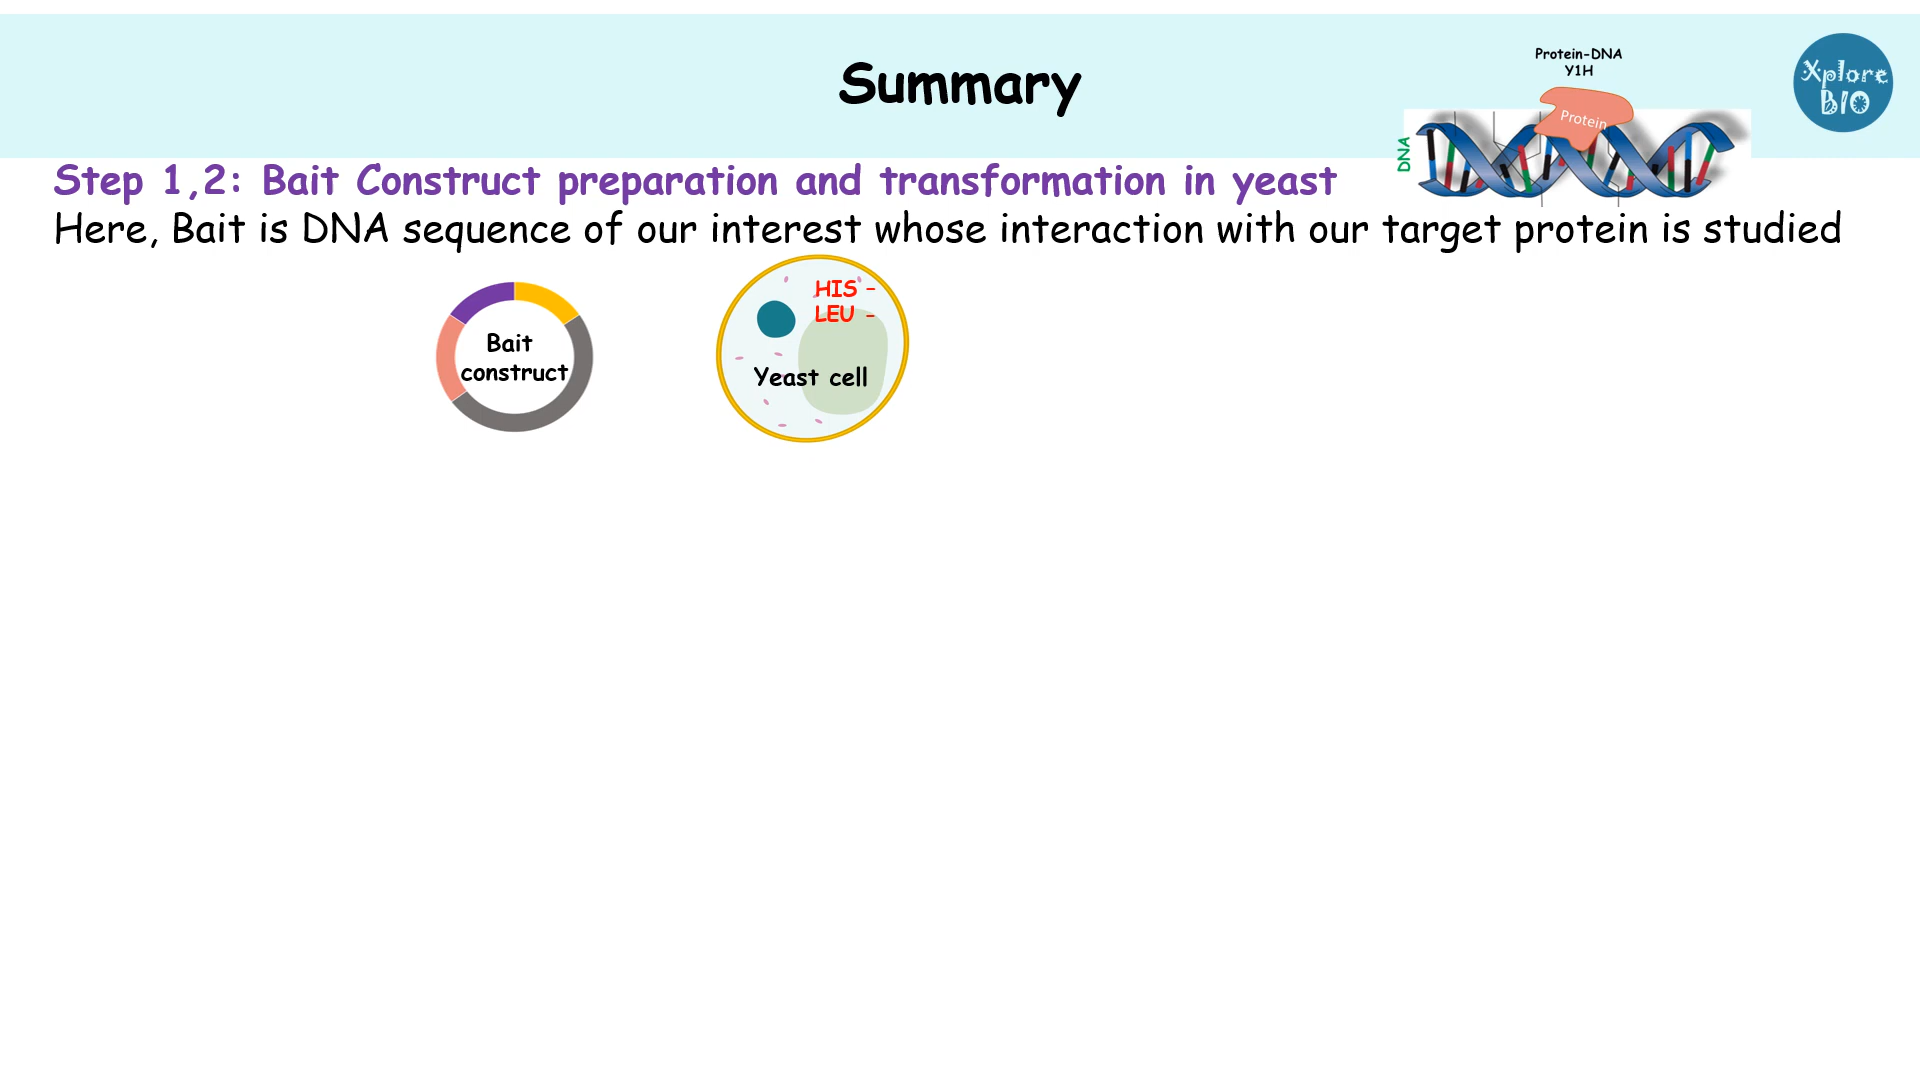 Summary
Protein-DNA
Y1H
Protein
DNA
Xplore
BIO
Step 1,2: Bait Construct preparation and transformation in yeast
Here, Bait is DNA sequence of our interest whose interaction with our target protein is studied
Bait
construct
HIS -
LEU -
Yeast cell